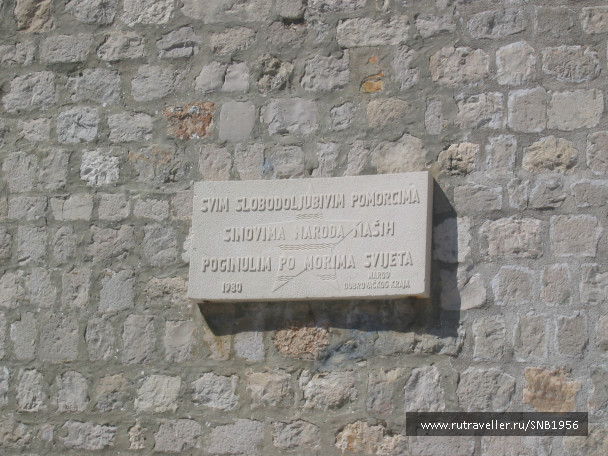 SVIM SLOBODOLJUBIVIM POMORCIMA
SINOVIMA NARODA NAŠIH
POGINULIM PO MORIMA SVIJETA
1980
NAROD
DUBROVAČKOG KRAJA
www.rutraveller.ru/SNB1956